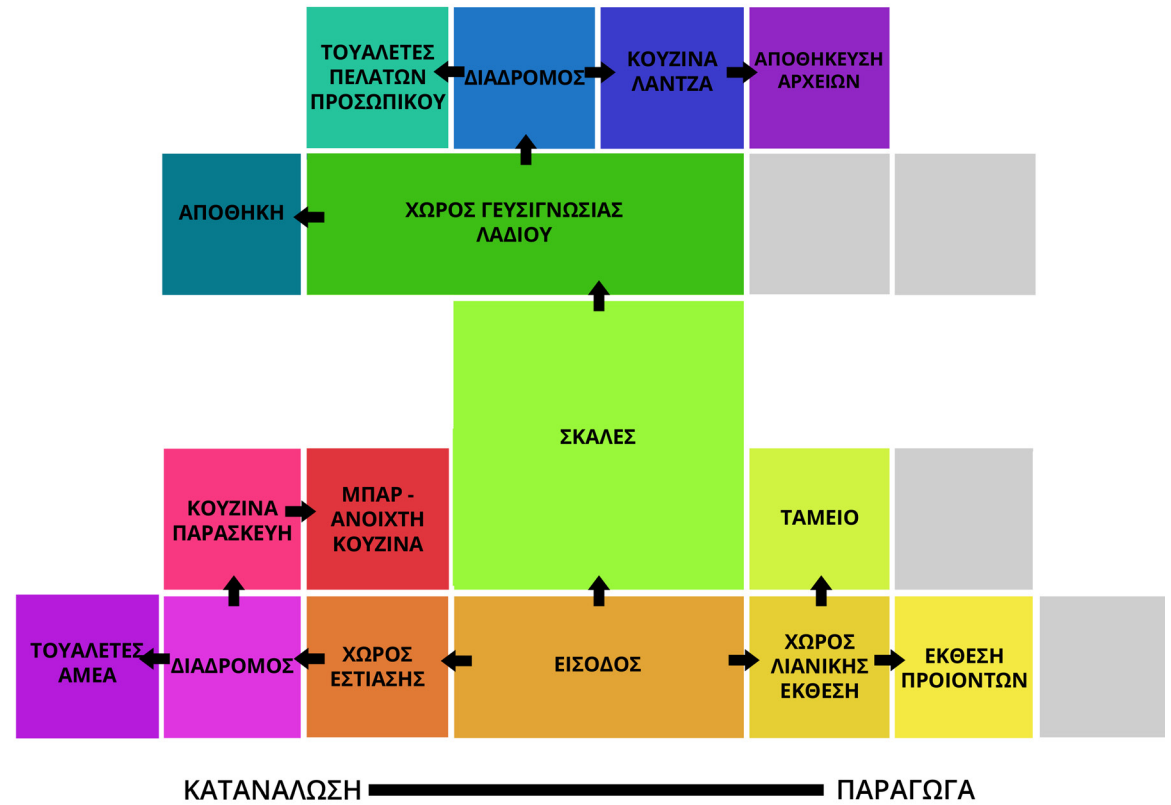 ΤΟΥΑΛΕΤΕΣ
ΠΕΛΑΤΩΝ
ΠΡΟΣΩΠΙΚΟΥ
ΔΙΑΔΡΟΜΟΣ
ΚΟΥΖΙΝΑ
ΛΑΝΤΖΑ
ΑΠΟΘΗΚΕΥΣΗ
ΑΡΧΕΙΩΝ
ΑΠΟΘΗΚΗ
ΧΩΡΟΣ ΓΕΥΣΙΓΝΩΣΙΑΣ
ΛΑΔΙΟΥ
ΣΚΑΛΕΣ
ΚΟΥΖΙΝΑ
ΠΑΡΑΣΚΕΥΗ
ΜΠΑΡ -
ΑΝΟΙΧΤΗ
ΚΟΥΖΙΝΑ
ΤΑΜΕΙΟ
ΤΟΥΑΛΕΤΕΣ
ΑΜΕΑ
ΔΙΑΔΡΟΜΟΣ
ΧΩΡΟΣ
ΕΣΤΙΑΣΗΣ
ΕΙΣΟΔΟΣ
ΧΩΡΟΣ
ΛΙΑΝΙΚΗΣ
ΕΚΘΕΣΗ
ΕΚΘΕΣΗ
ΠΡΟΙΟΝΤΩΝ
ΚΑΤΑΝΑΛΩΣΗ
ΠΑΡΑΓΩΓΑ